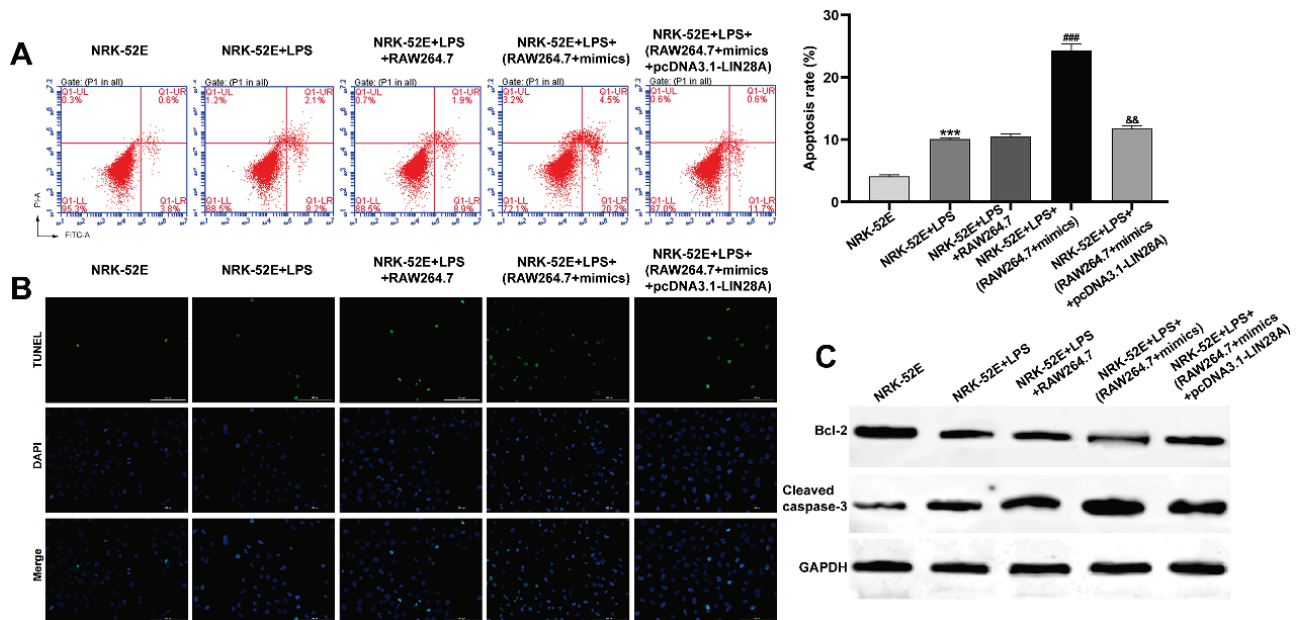 A
NRK-52E
NRK-52E+LPS
NRK-52E+LPS
+RAW264.7
NRK-52E+LPS+
(RAW264.7+mimics)
NRK-52E+LPS+
(RAW264.7+mimics
+pcDNA3.1-LIN28A)
Gate: (P1 in all)
Q1-UL
0.3%
Q1-UR
0.6%
Q1-LL
95.3%
Q1-LR
3.8%
Gate: (P1 in all)
Q1-UL
1.2%
Q1-UR
2.1%
Q1-LL
88.5%
Q1-LR
8.2%
Gate: (P1 in all)
Q1-UL
0.7%
Q1-UR
1.9%
Q1-LL
88.5%
Q1-LR
8.9%
Gate: (P1 in all)
Q1-UL
3.2%
Q1-UR
4.5%
Q1-LL
72.1%
Q1-LR
20.2%
Gate: (P1 in all)
Q1-UL
0.6%
Q1-UR
0.6%
Q1-LL
87.0%
Q1-LR
11.7%
PI-A
FITC-A
Apoptosis rate (%)
30
20
10
0
***
###
&&
NRK-52E
NRK-52E+LPS
NRK-52E+LPS
+RAW264.7
NRK-52E+LPS+
(RAW264.7+mimics)
NRK-52E+LPS+
(RAW264.7+mimics
+pcDNA3.1-LIN28A)
B
NRK-52E
NRK-52E+LPS
NRK-52E+LPS
+RAW264.7
NRK-52E+LPS+
(RAW264.7+mimics)
NRK-52E+LPS+
(RAW264.7+mimics
+pcDNA3.1-LIN28A)
TUNEL
DAPI
Merge
C
NRK-52E
NRK-52E+LPS
NRK-52E+LPS
+RAW264.7
NRK-52E+LPS+
(RAW264.7+mimics)
NRK-52E+LPS+
(RAW264.7+mimics
+pcDNA3.1-LIN28A)
Bcl-2
Cleaved
caspase-3
GAPDH